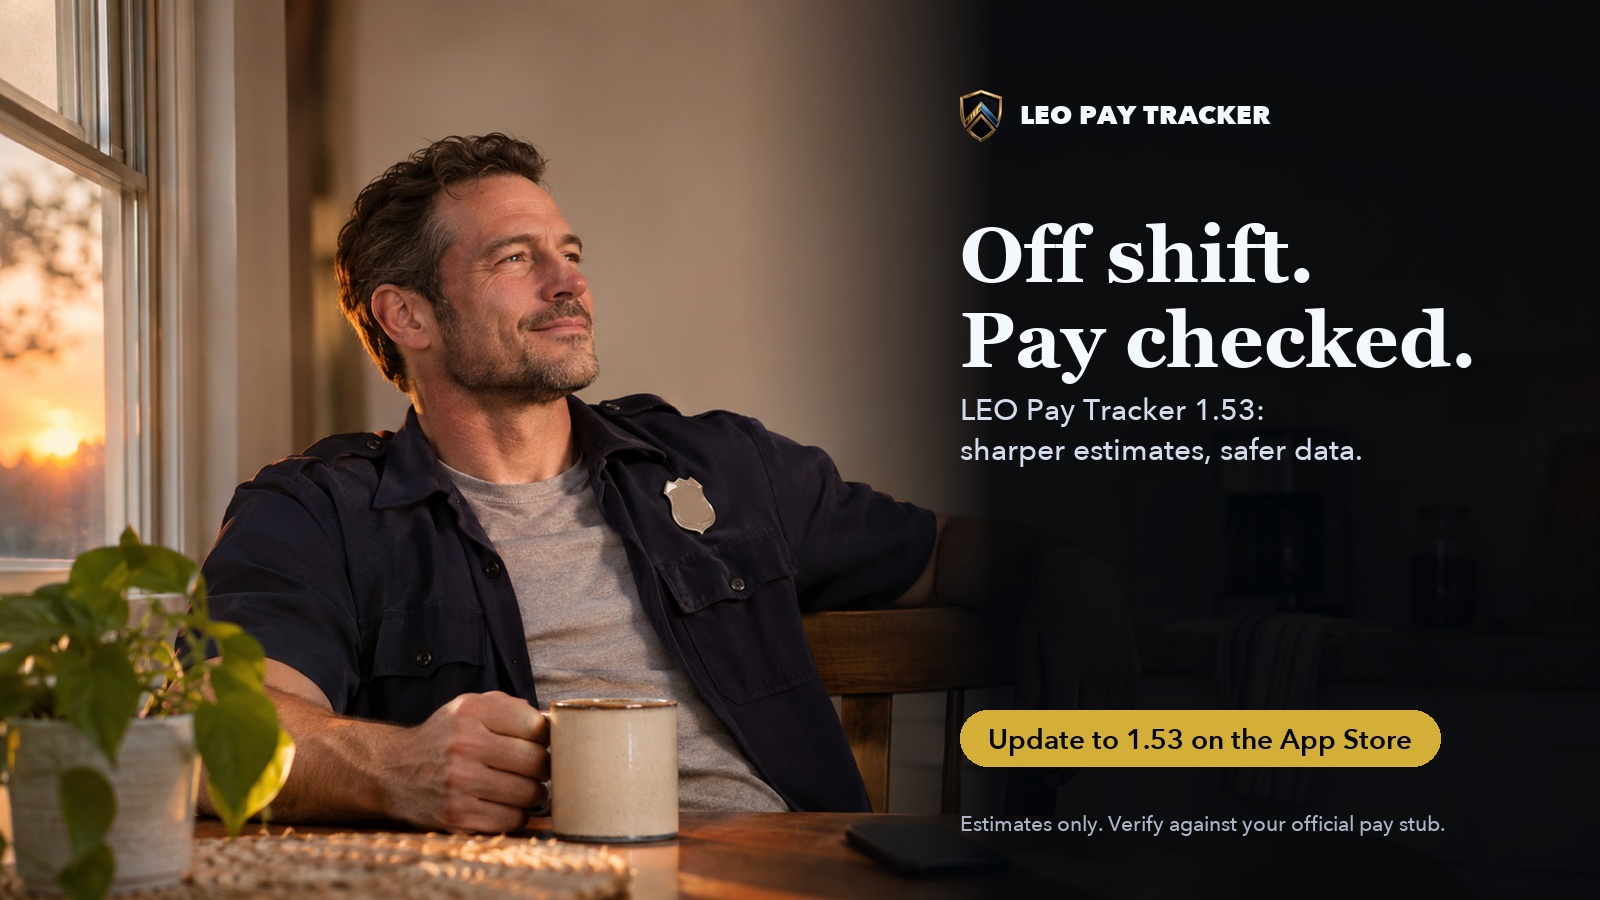 LEO PAY TRACKER
Off shift.
Pay checked.
LEO Pay Tracker 1.53:
sharper estimates, safer data.
Update to 1.53 on the App Store
Estimates only. Verify against your official pay stub.